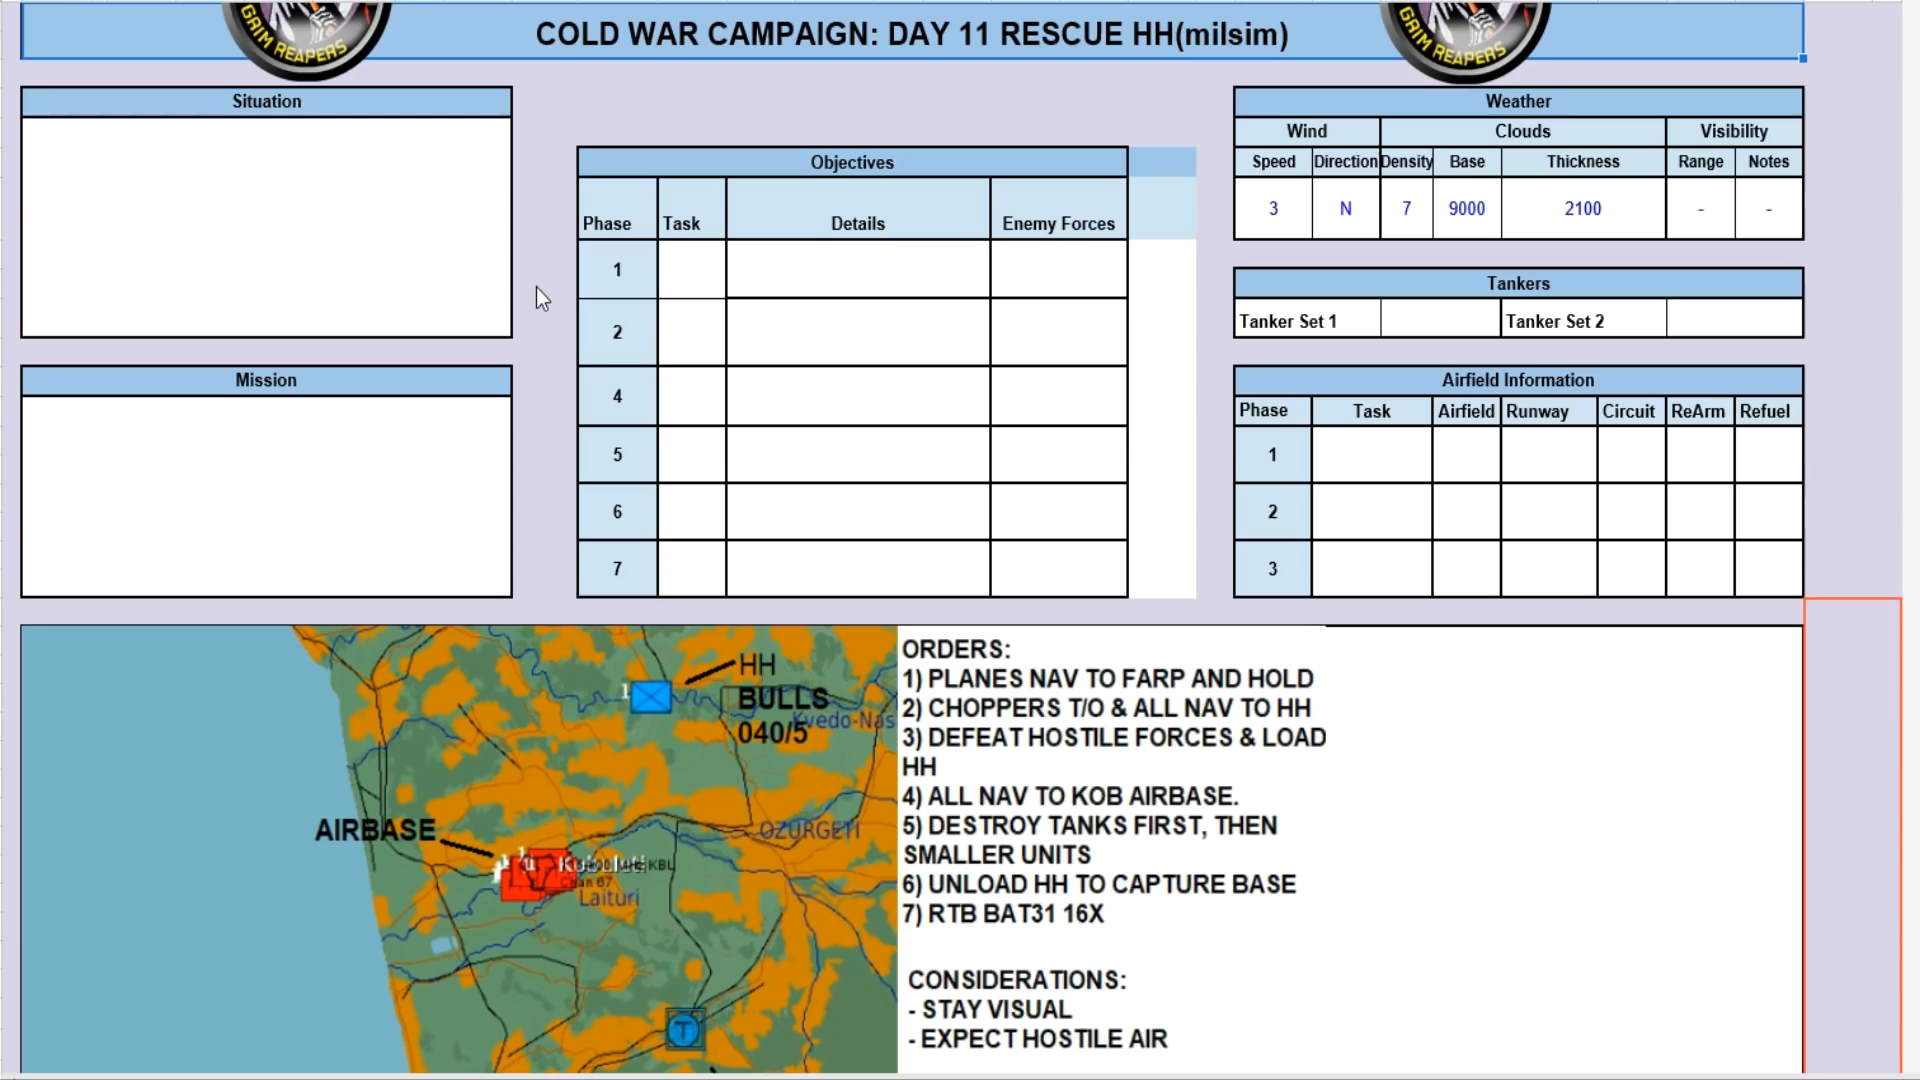 GRIM REAPERS
COLD WAR CAMPAIGN: DAY 11 RESCUE HH(milsim)
GRIM REAPERS
Situation
Mission
Objectives
Phase Task Details Enemy Forces
1
2
4
5
6
7
Weather
Wind Clouds Visibility
Speed Direction Density Base Thickness Range Notes
3 N 7 9000 2100 - -
Tankers
Tanker Set 1 Tanker Set 2
Airfield Information
Phase Task Airfield Runway Circuit ReArm Refuel
1
2
3
HH
1
BULLS
Kvedo-Nas
040/5
AIRBASE
OZURGETI
KBL
Chan 67
Laituri
T
ORDERS:
1) PLANES NAV TO FARP AND HOLD
2) CHOPPERS T/O & ALL NAV TO HH
3) DEFEAT HOSTILE FORCES & LOAD
HH
4) ALL NAV TO KOB AIRBASE.
5) DESTROY TANKS FIRST, THEN
SMALLER UNITS
6) UNLOAD HH TO CAPTURE BASE
7) RTB BAT31 16X
CONSIDERATIONS:
- STAY VISUAL
- EXPECT HOSTILE AIR